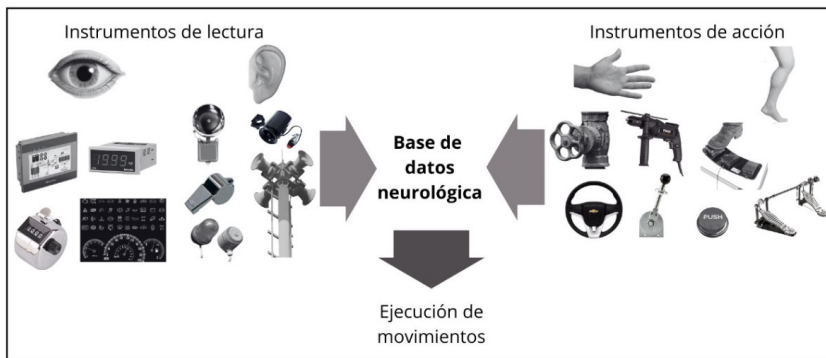 Instrumentos de lectura
Instrumentos de acción
1999
Base de
datos
neurológica
PUSH
Ejecución de
movimientos